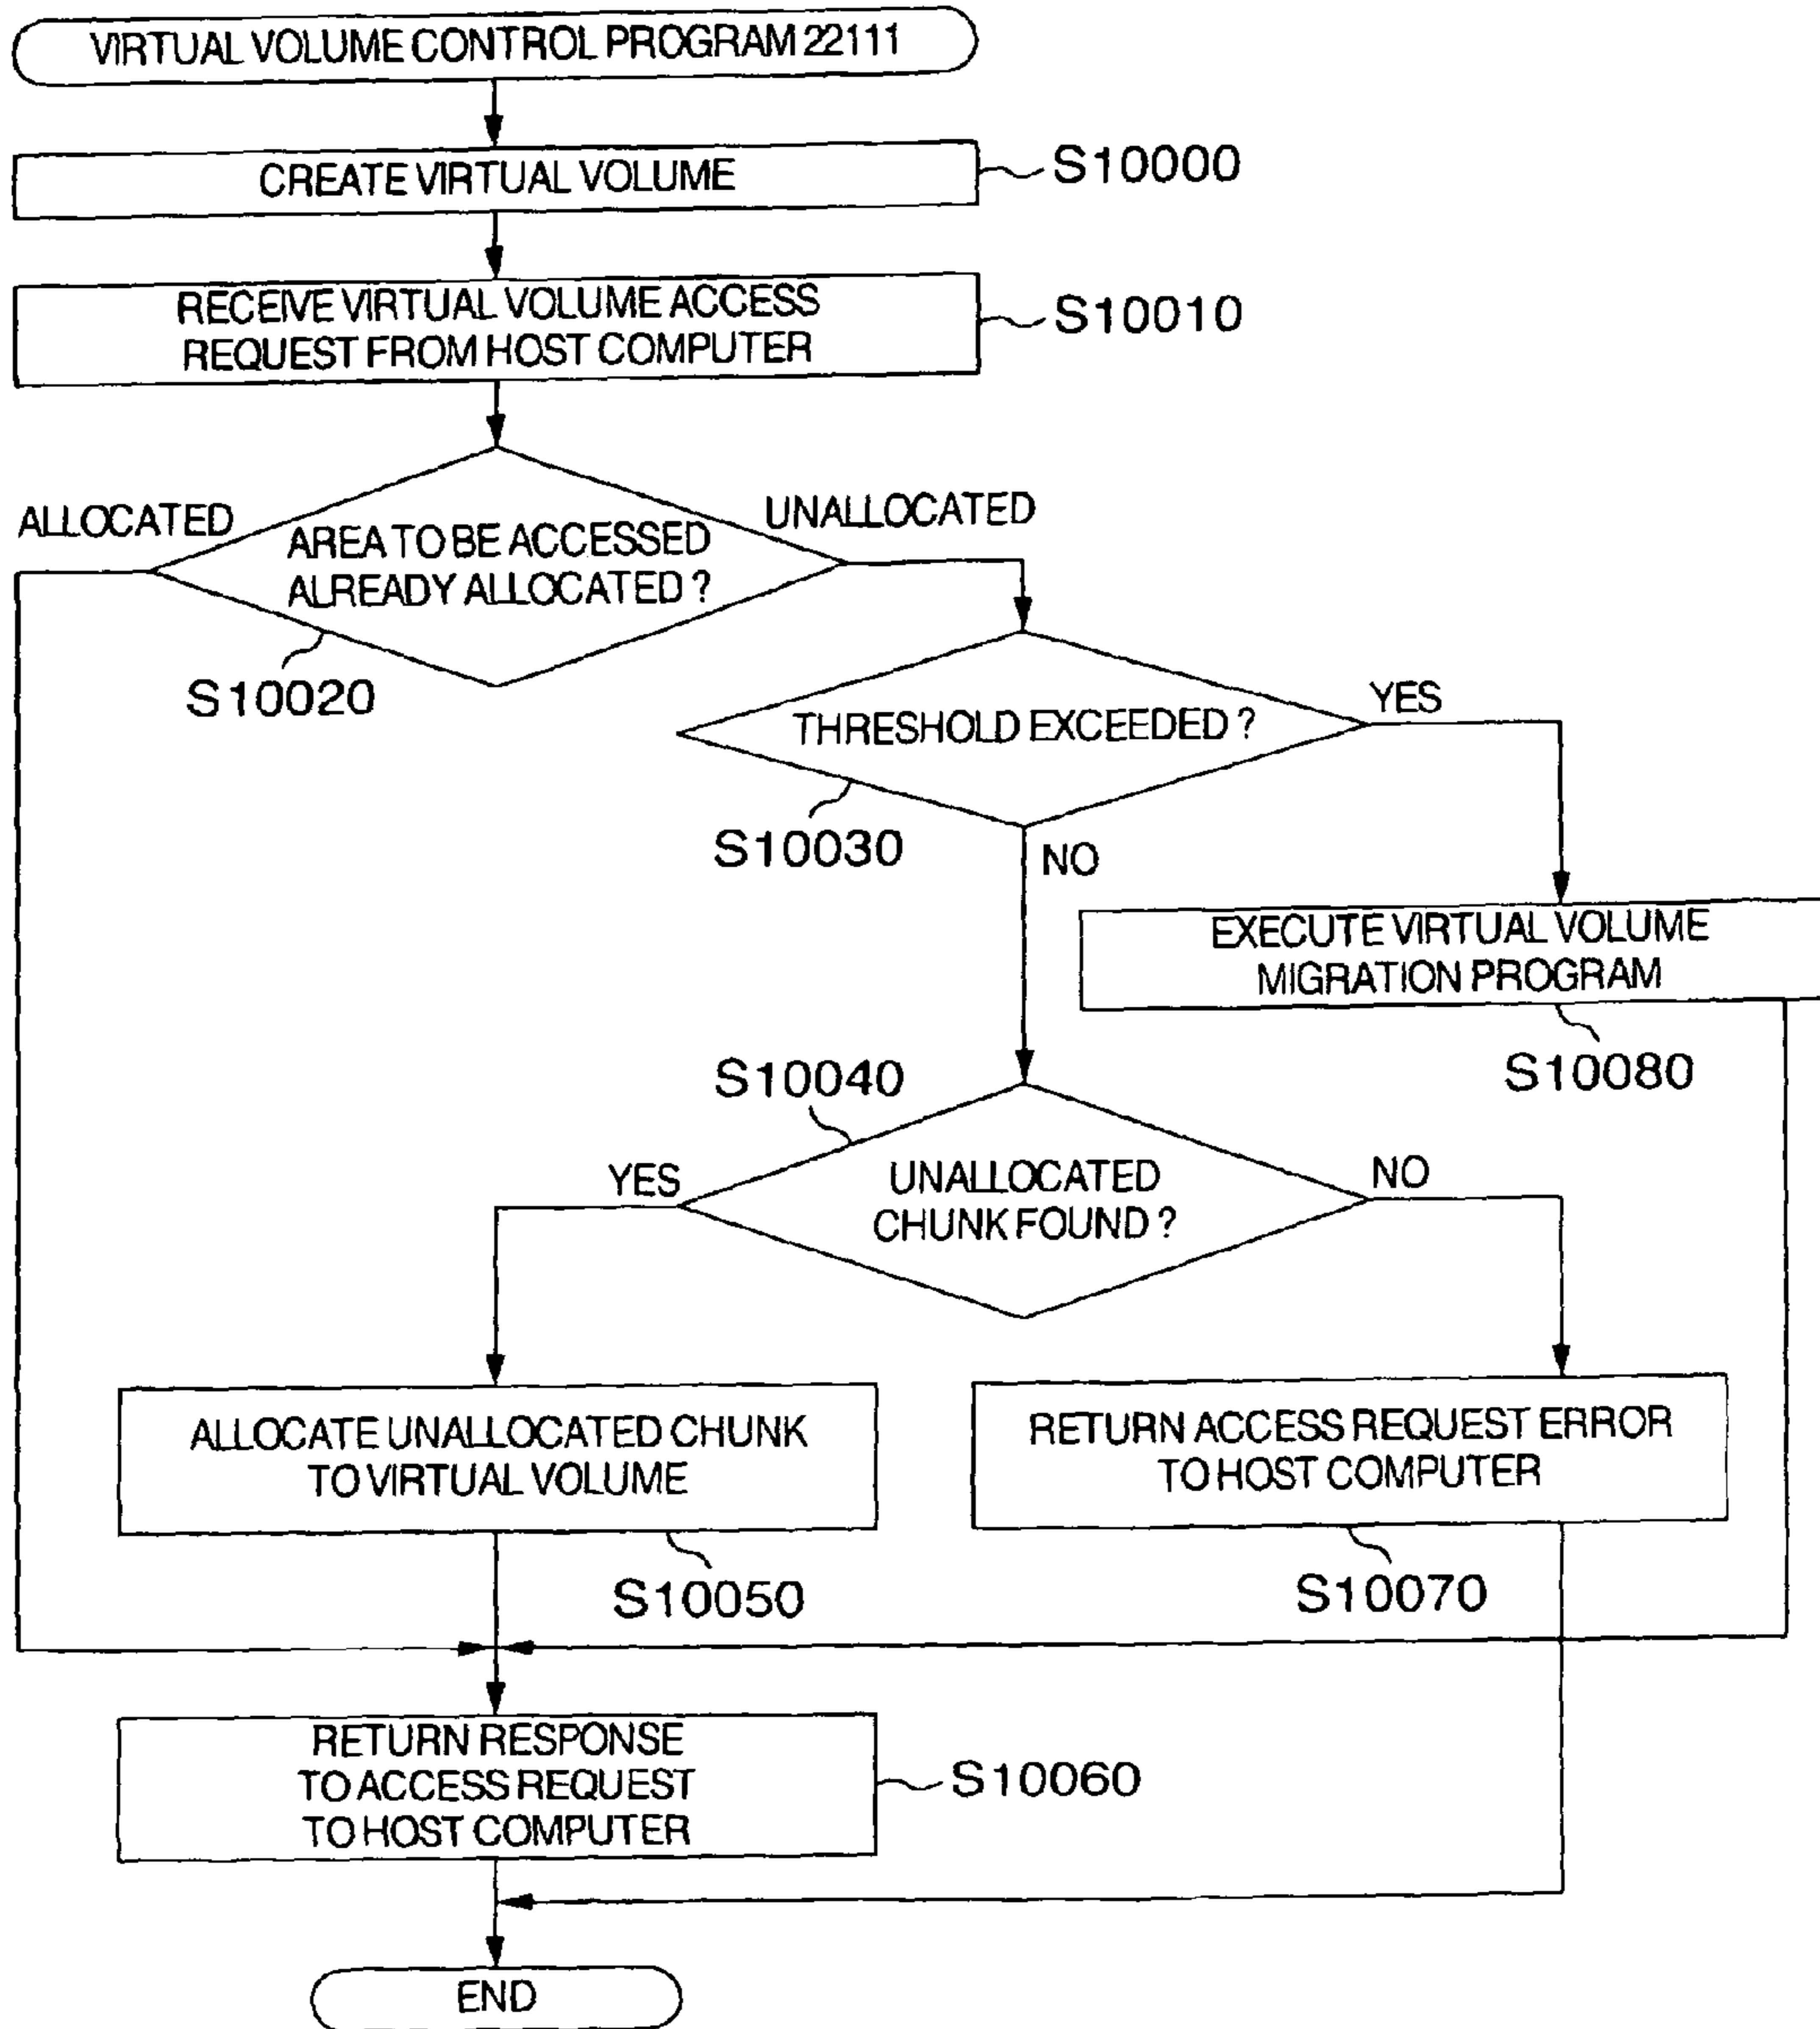 VIRTUAL VOLUME CONTROL PROGRAM 22111
CREATE VIRTUAL VOLUME
S10000
RECEIVE VIRTUAL VOLUME ACCESS
REQUEST FROM HOST COMPUTER
S10010
ALLOCATED
UNALLOCATED
AREA TO BE ACCESSED
ALREADY ALLOCATED ?
S10020
THRESHOLD EXCEEDED ?
YES
S10030
NO
EXECUTE VIRTUAL VOLUME
MIGRATION PROGRAM
S10080
S10040
YES
UNALLOCATED
CHUNK FOUND ?
NO
ALLOCATE UNALLOCATED CHUNK
TO VIRTUAL VOLUME
S10050
RETURN ACCESS REQUEST ERROR
TO HOST COMPUTER
S10070
RETURN RESPONSE
TO ACCESS REQUEST
TO HOST COMPUTER
S10060
END